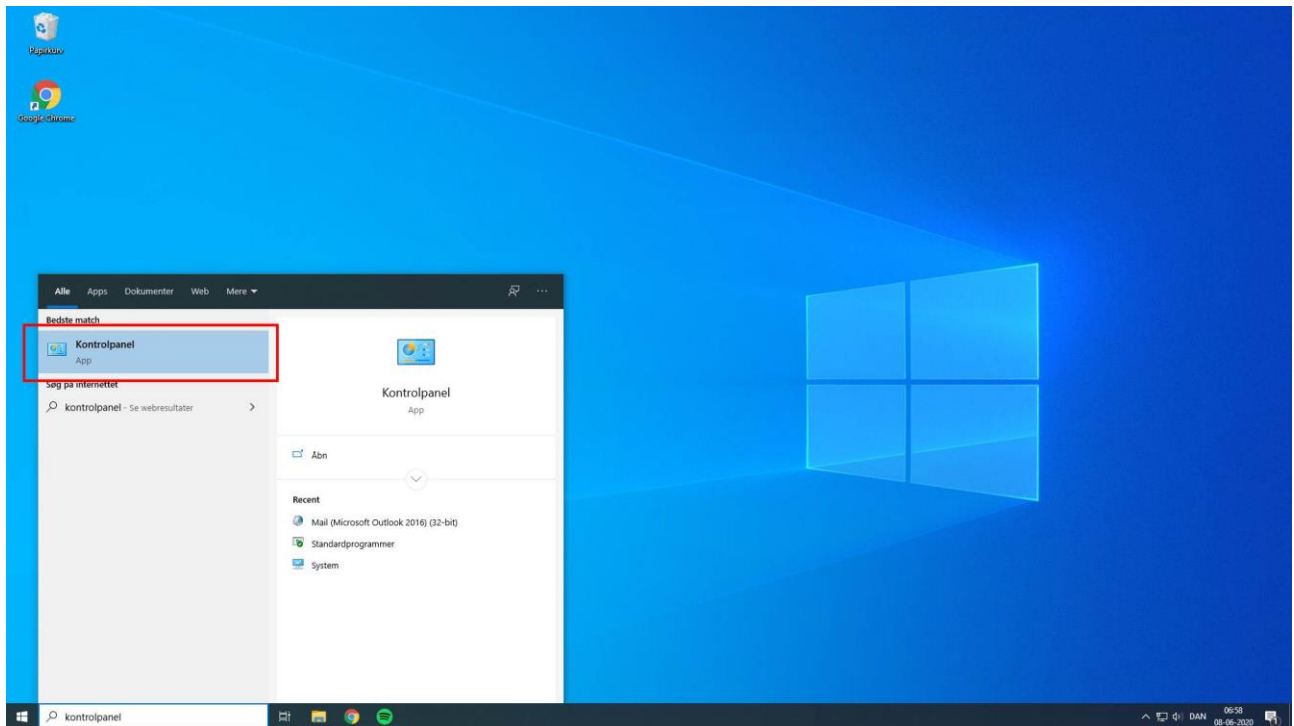 Papirkurv
Google Chrome
Alle Apps Dokumenter Web Mere
Bedste match
Kontrolpanel
App
Søg på internettet
kontrolpanel - Se webresultater
Kontrolpanel
App
Åbn
Recent
Mail (Microsoft Outlook 2016) (32-bit)
Standardprogrammer
System
kontrolpanel
DAN
06:58
08-06-2020
1